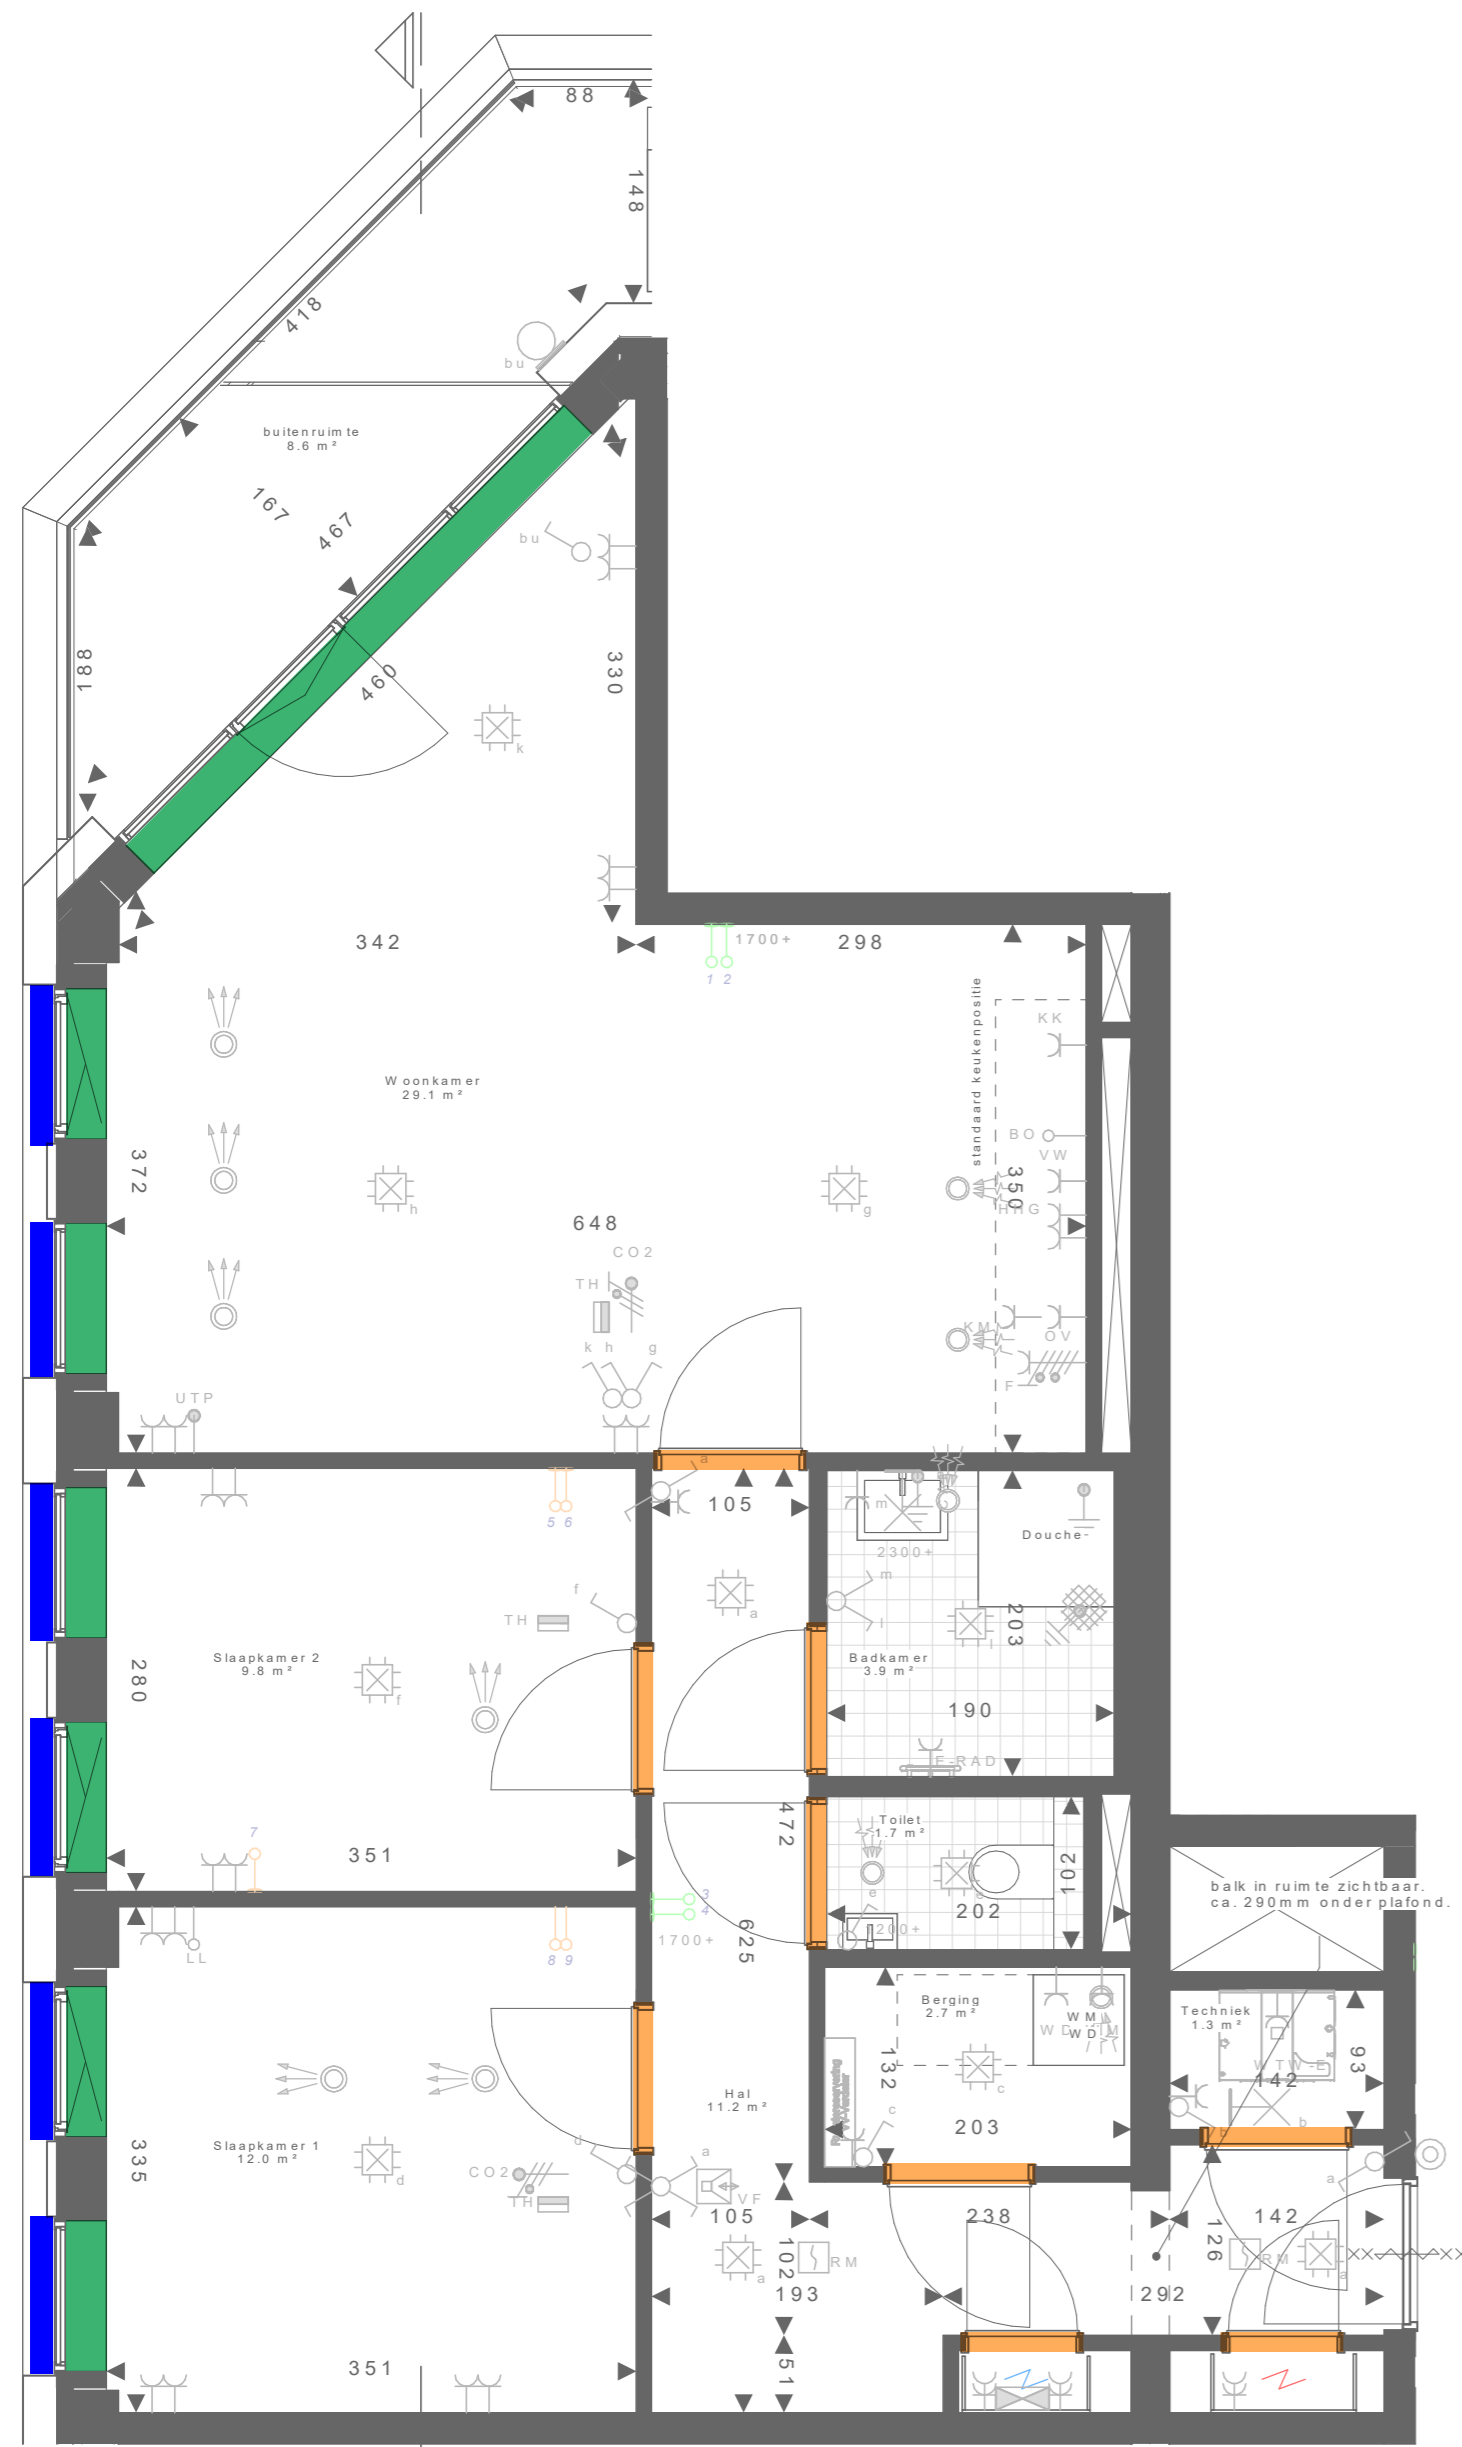 88
148
418
bu
buitenruimte
8.6 m²
167
467
bu
188
460
330
k
342
1700+
298
1 2
standaard keukenpositie
KK
Woonkamer
29.1 m²
BO
VW
372
350
h
g
HHG
648
CO2
TH
KM
OV
k h g
F
UTP
a
105
5 6
m
Douche
2300+
f
TH
a
m
l
203
l
Slaapkamer 2
9.8 m²
Badkamer
3.9 m²
280
f
190
E-RAD
472
Toilet
1.7 m²
7
351
102
e
e
balk in ruimte zichtbaar.
ca. 290mm onder plafond.
3
4
202
1200+
625
1700+
LL
8 9
Berging
2.7 m²
Techniek
1.3 m²
WM
WD
132
93
WTW-E
142
c
Hal
11.2 m²
c
203
b
b
Slaapkamer 1
12.0 m²
335
d
d
a
CO2
TH
VF
a
105
238
142
126
102
RM
RM
a
a
193
292
351
51